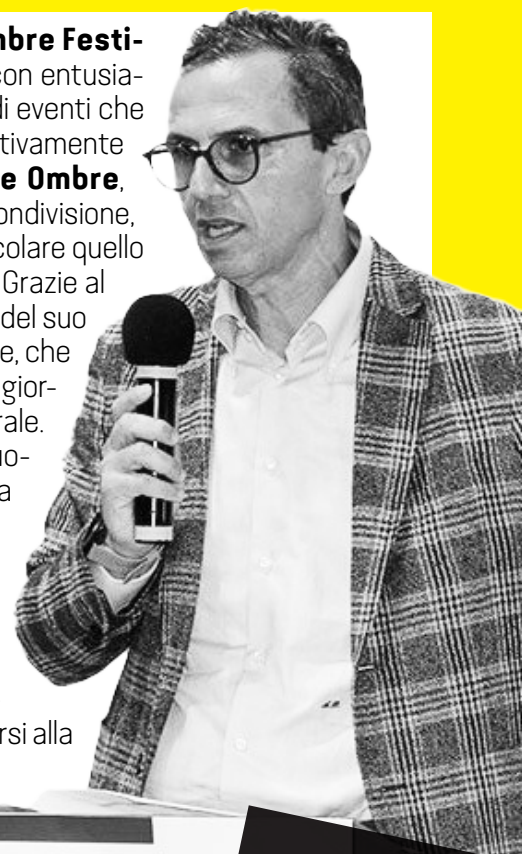 mbre Festi-
con entusia-
di eventi che
tivamente
e Ombre,
ondivisione,
colare quello
Grazie al
del suo
e, che
gior-
rale.
uo-
a
rsi alla